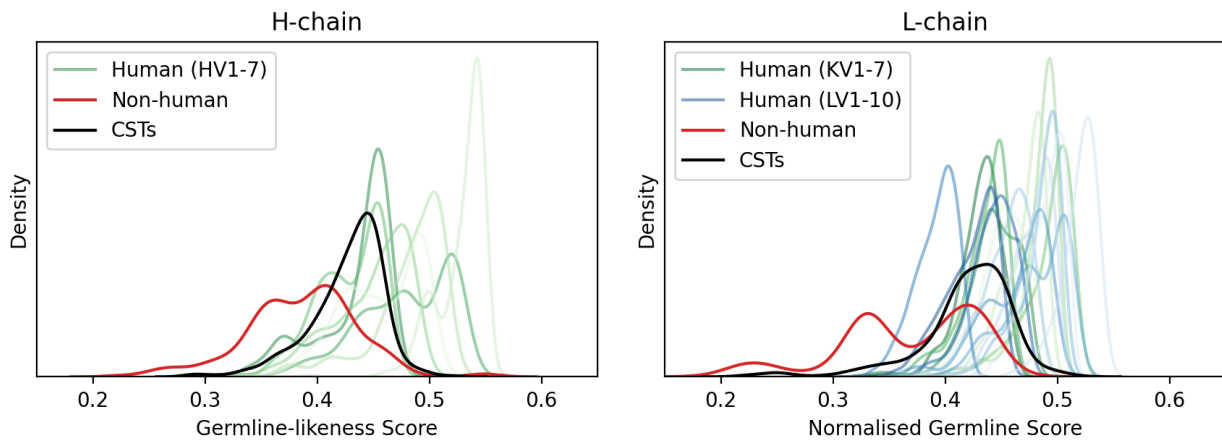 H-chain
Human (HV1-7)
Non-human
CSTs
Density
0.2 0.3 0.4 0.5 0.6
Germline-likeness Score
L-chain
Human (KV1-7)
Human (LV1-10)
Non-human
CSTs
Density
0.2 0.3 0.4 0.5 0.6
Normalised Germline Score